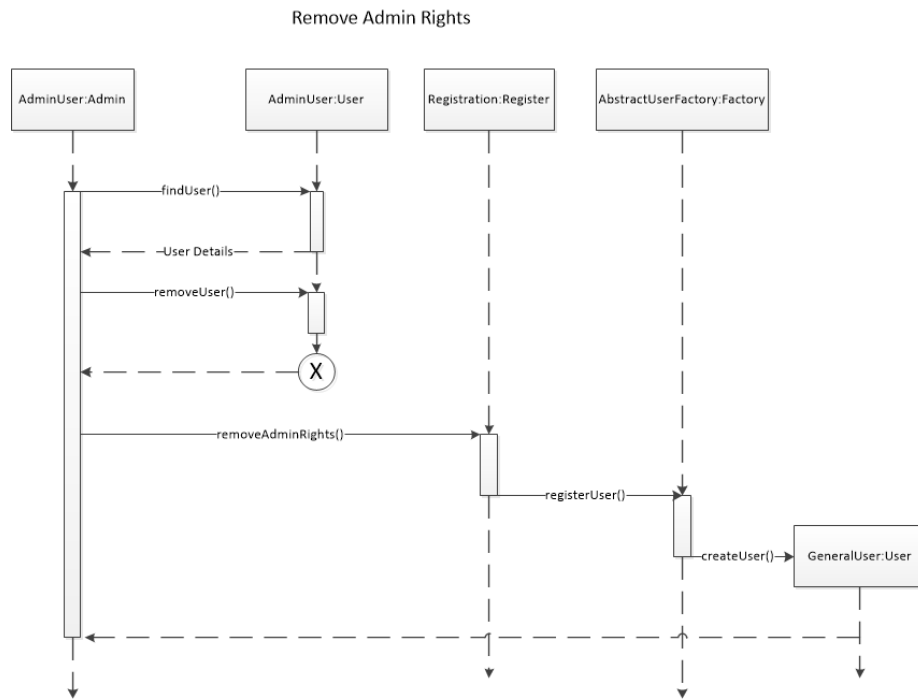 Remove Admin Rights
AdminUser:Admin
AdminUser:User
Registration:Register
AbstractUserFactory:Factory
findUser()
User Details
removeUser()
X
removeAdminRights()
registerUser()
createUser()
GeneralUser:User